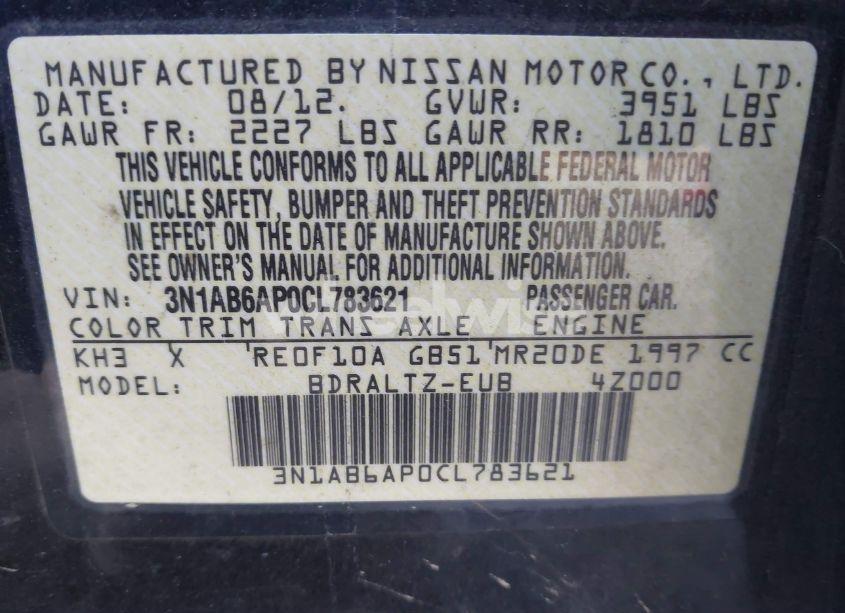 MANUFACTURED BY NISSAN MOTOR CO., LTD.
DATE: 08/12. GVWR: 3951 LBS
GAWR FR: 2227 LBS GAWR RR: 1810 LBS
THIS VEHICLE CONFORMS TO ALL APPLICABLE FEDERAL MOTOR
VEHICLE SAFETY, BUMPER AND THEFT PREVENTION STANDARDS
IN EFFECT ON THE DATE OF MANUFACTURE SHOWN ABOVE.
SEE OWNER'S MANUAL FOR ADDITIONAL INFORMATION.
VIN: 3N1AB6AP0CL783621 PASSENGER CAR.
COLOR TRIM TRANS AXLE ENGINE
KH3 X RE0F10A GB51 MR20DE 1997 CC
MODEL: BDRALTZ-EUB 4Z000
3N1AB6AP0CL783621